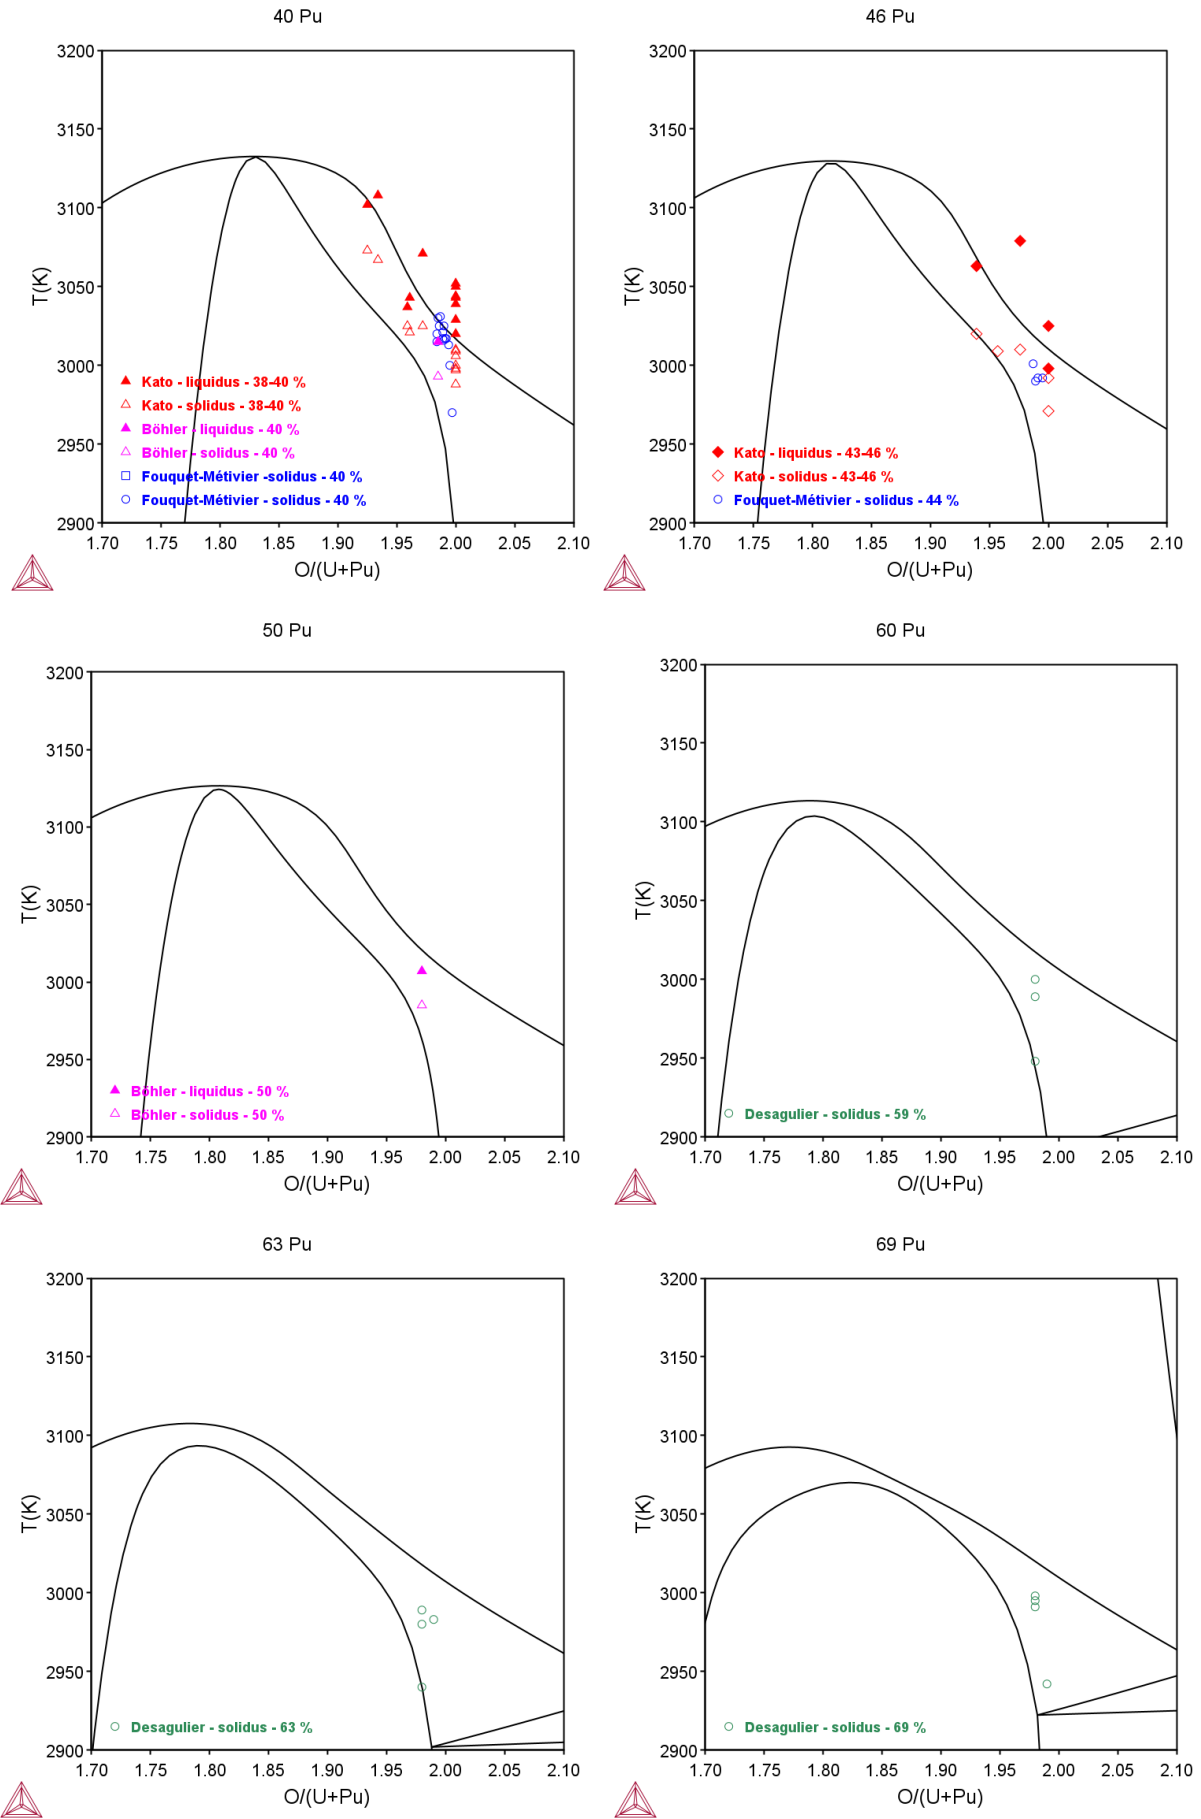 40 Pu
3200
3150
3100
3050
3000
2950
2900
T(K)
Kato - liquidus - 38-40 %
Kato - solidus - 38-40 %
Böhler - liquidus - 40 %
Böhler - solidus - 40 %
Fouquet-Métivier -solidus - 40 %
Fouquet-Métivier - solidus - 40 %
1.70 1.75 1.80 1.85 1.90 1.95 2.00 2.05 2.10
O/(U+Pu)
46 Pu
3200
3150
3100
3050
3000
2950
2900
T(K)
Kato - liquidus - 43-46 %
Kato - solidus - 43-46 %
Fouquet-Métivier - solidus - 44 %
1.70 1.75 1.80 1.85 1.90 1.95 2.00 2.05 2.10
O/(U+Pu)
50 Pu
3200
3150
3100
3050
3000
2950
2900
T(K)
Böhler - liquidus - 50 %
Böhler - solidus - 50 %
1.70 1.75 1.80 1.85 1.90 1.95 2.00 2.05 2.10
O/(U+Pu)
60 Pu
3200
3150
3100
3050
3000
2950
2900
T(K)
Desagulier - solidus - 59 %
1.70 1.75 1.80 1.85 1.90 1.95 2.00 2.05 2.10
O/(U+Pu)
63 Pu
3200
3150
3100
3050
3000
2950
2900
T(K)
Desagulier - solidus - 63 %
1.70 1.75 1.80 1.85 1.90 1.95 2.00 2.05 2.10
O/(U+Pu)
69 Pu
3200
3150
3100
3050
3000
2950
2900
T(K)
Desagulier - solidus - 69 %
1.70 1.75 1.80 1.85 1.90 1.95 2.00 2.05 2.10
O/(U+Pu)